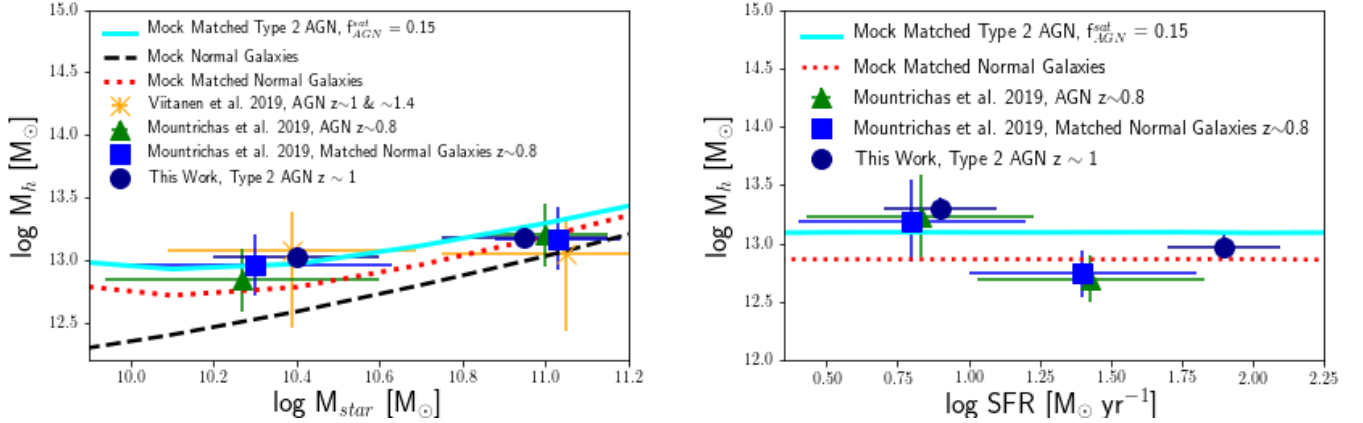 15.0
14.5
14.0
13.5
13.0
12.5
log M_h [M_⊙]
Mock Matched Type 2 AGN, f^{sat}_{AGN} = 0.15
Mock Normal Galaxies
Mock Matched Normal Galaxies
Viitanen et al. 2019, AGN z~1 & ~1.4
Mountrichas et al. 2019, AGN z~0.8
Mountrichas et al. 2019, Matched Normal Galaxies z~0.8
This Work, Type 2 AGN z ~ 1
10.0 10.2 10.4 10.6 10.8 11.0 11.2
log M_{star} [M_⊙]
15.0
14.5
14.0
13.5
13.0
12.5
12.0
log M_h [M_⊙]
Mock Matched Type 2 AGN, f^{sat}_{AGN} = 0.15
Mock Matched Normal Galaxies
Mountrichas et al. 2019, AGN z~0.8
Mountrichas et al. 2019, Matched Normal Galaxies z~0.8
This Work, Type 2 AGN z ~ 1
0.50 0.75 1.00 1.25 1.50 1.75 2.00 2.25
log SFR [M_⊙ yr^{−1}]